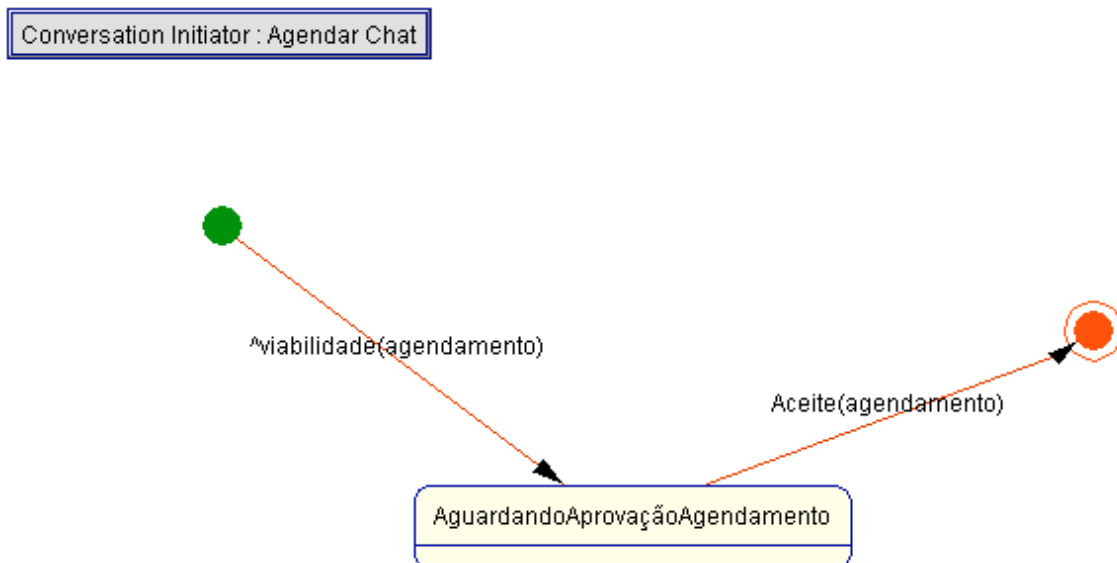 Conversation Initiator : Agendar Chat
^viabilidade(agendamento)
Aceite(agendamento)
AguardandoAprovaçãoAgendamento